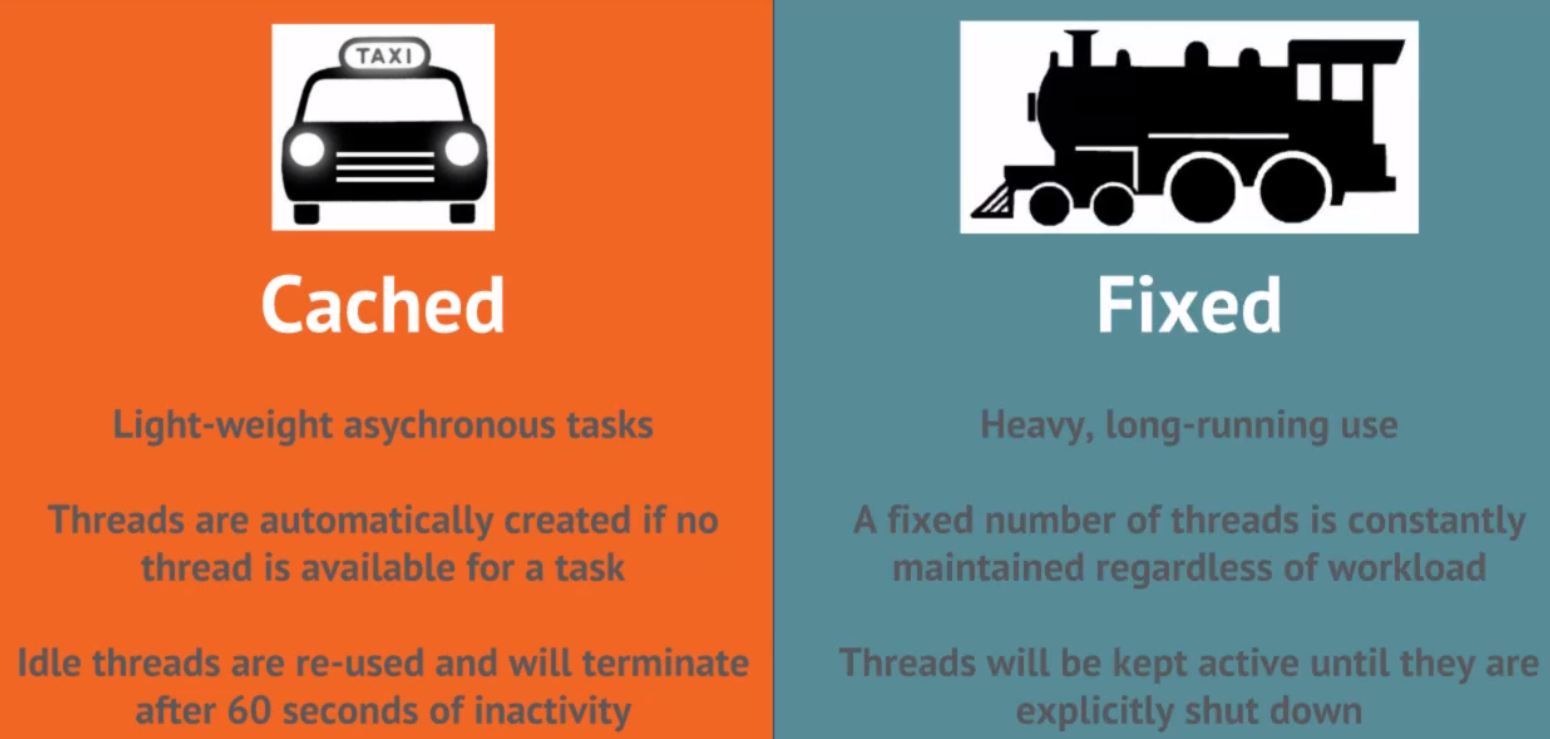 TAXI
Cached
Light-weight asychronous tasks
Threads are automatically created if no
thread is available for a task
Idle threads are re-used and will terminate
after 60 seconds of inactivity
Fixed
Heavy, long-running use
A fixed number of threads is constantly
maintained regardless of workload
Threads will be kept active until they are
explicitly shut down